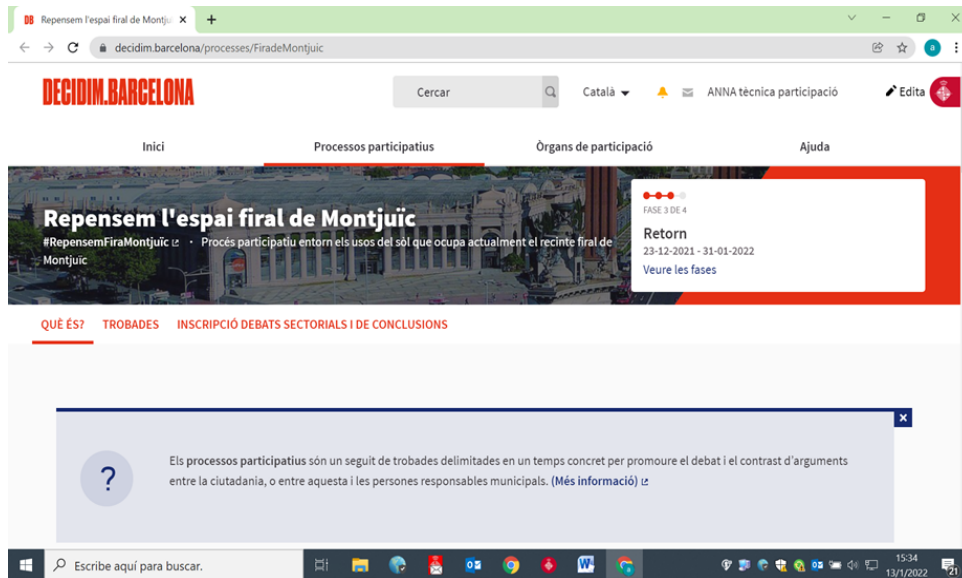 DB Repensem l'espai firal de Montju
decidim.barcelona/processes/FiradeMontjuic
a
DECIDIM.BARCELONA
Cercar
Català
ANNA tècnica participació
Edita
Inici
Processos participatius
Òrgans de participació
Ajuda
Repensem l'espai firal de Montjuïc
#RepensemFiraMontjuïc · Procés participatiu entorn els usos del sòl que ocupa actualment el recinte firal de
Montjuïc
FASE 3 DE 4
Retorn
23-12-2021 - 31-01-2022
Veure les fases
QUÈ ÉS?
TROBADES
INSCRIPCIÓ DEBATS SECTORIALS I DE CONCLUSIONS
?
Els processos participatius són un seguit de trobades delimitades en un temps concret per promoure el debat i el contrast d'arguments
entre la ciutadania, o entre aquesta i les persones responsables municipals. (Més informació)
Escribe aquí para buscar.
15:34
13/1/2022
21